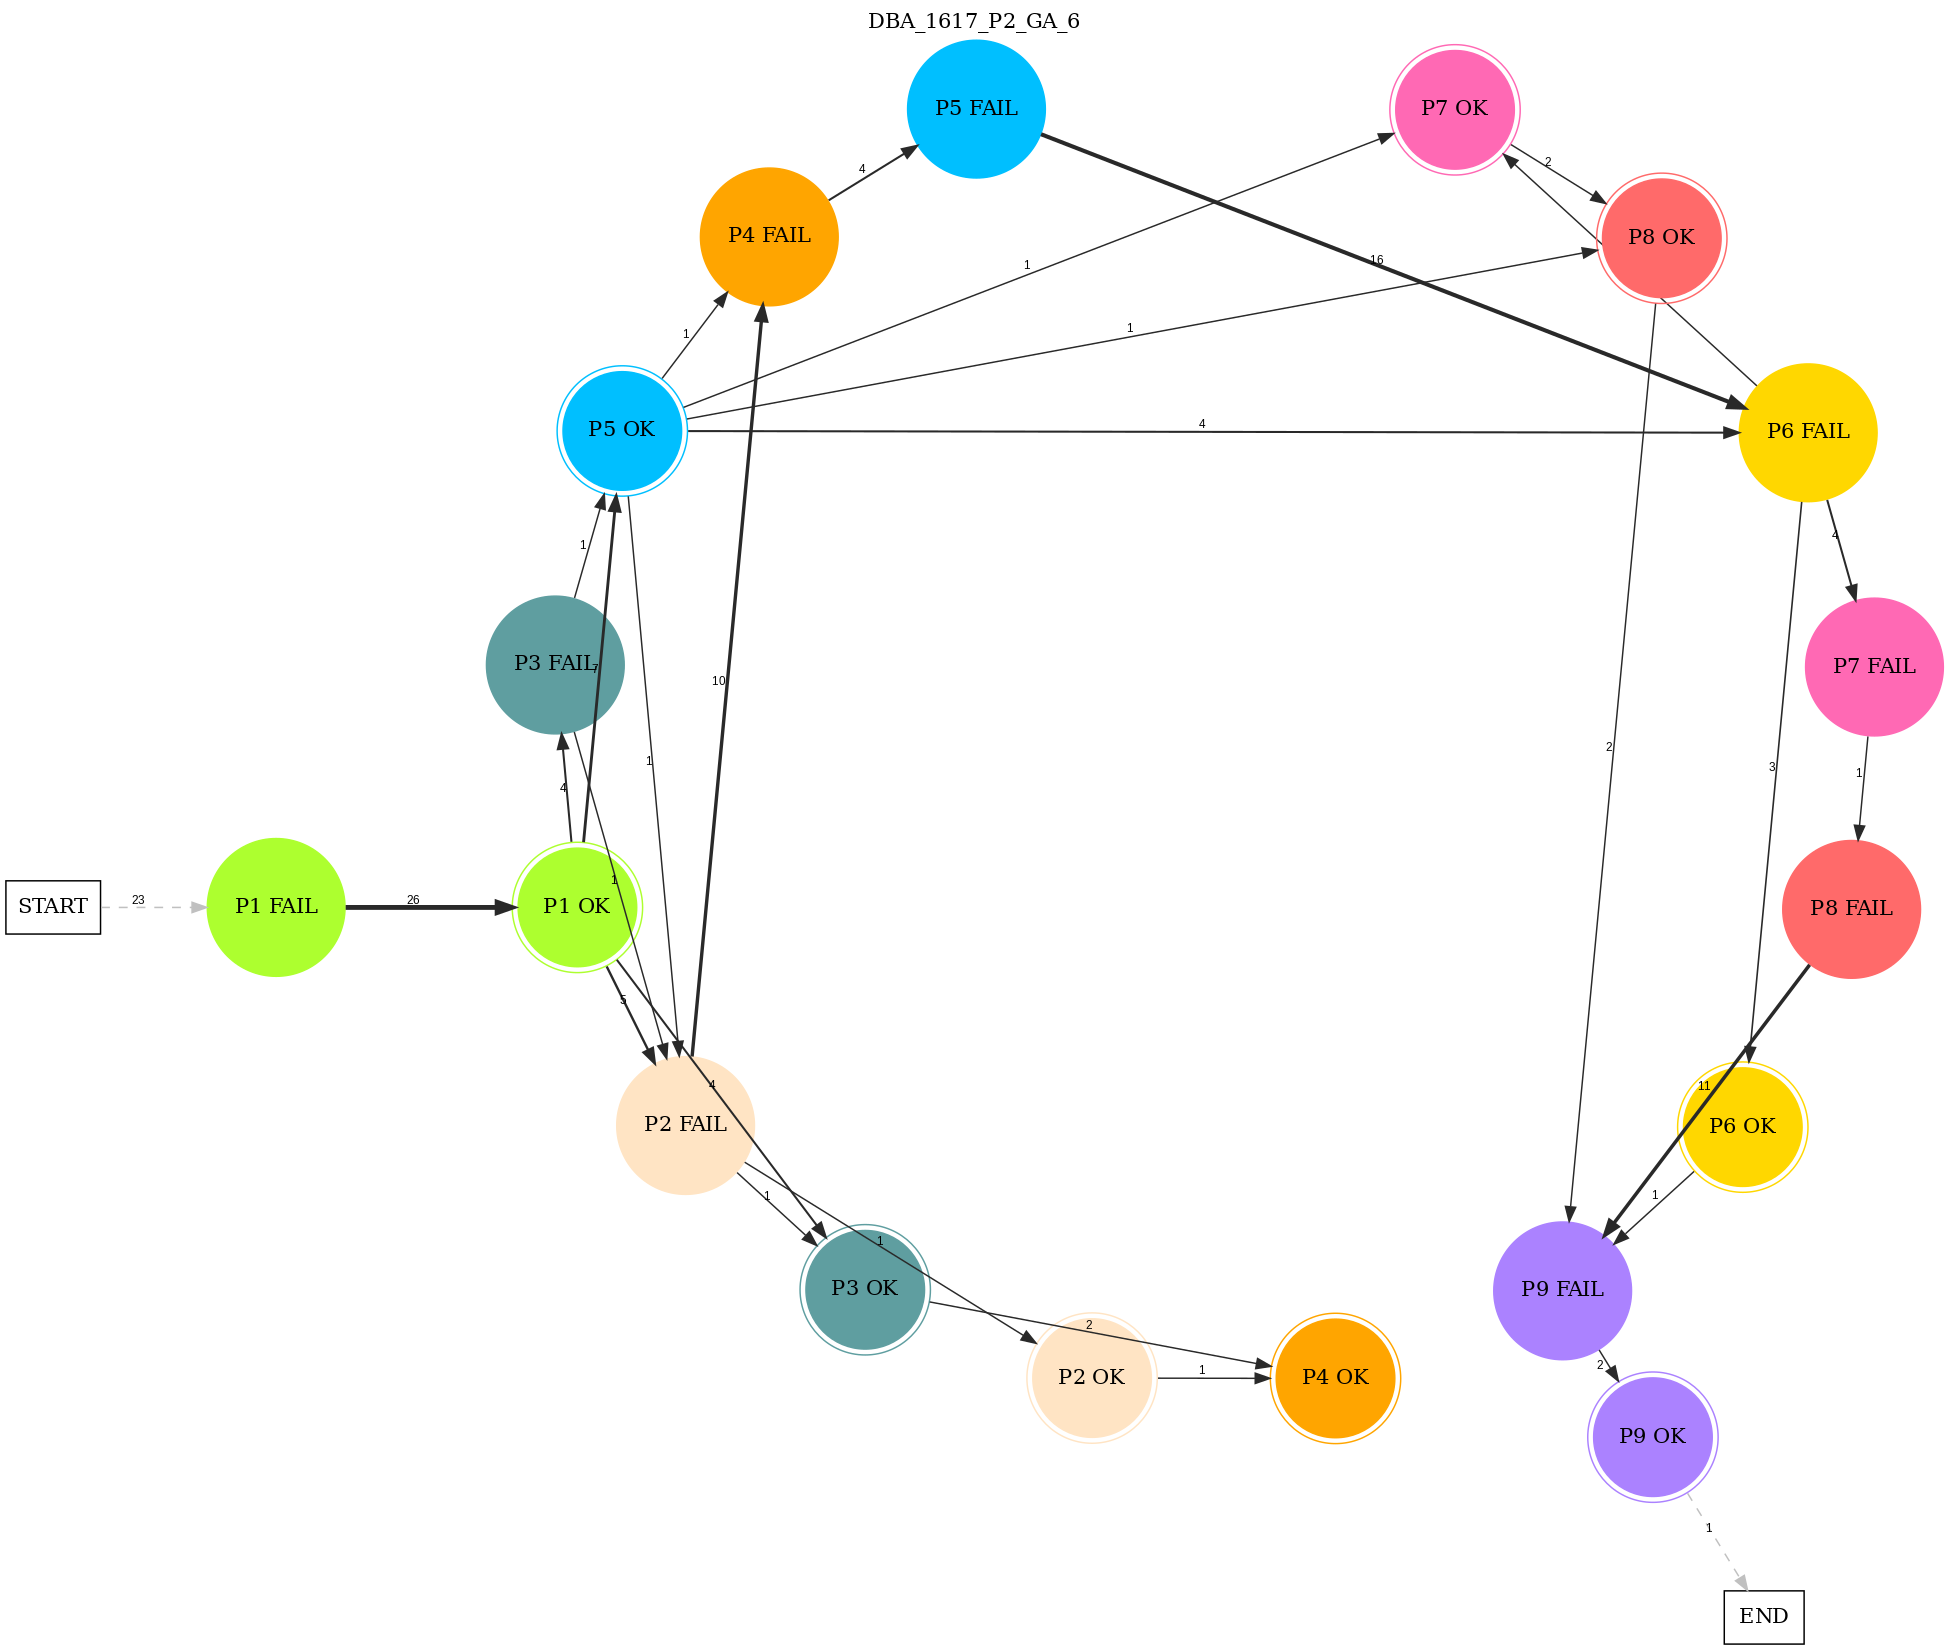 DBA_1617_P2_GA_6
P5 FAIL
P7 OK
2
4
P4 FAIL
P8 OK
16
1
1
1
P5 OK
4
P6 FAIL
4
1
P3 FAIL
7
P7 FAIL
10
2
1
3
1
4
1
START
23
P1 FAIL
26
P1 OK
P8 FAIL
5
4
11
P2 FAIL
P6 OK
1
1
1
P3 OK
P9 FAIL
2
1
2
P2 OK
P4 OK
P9 OK
1
END